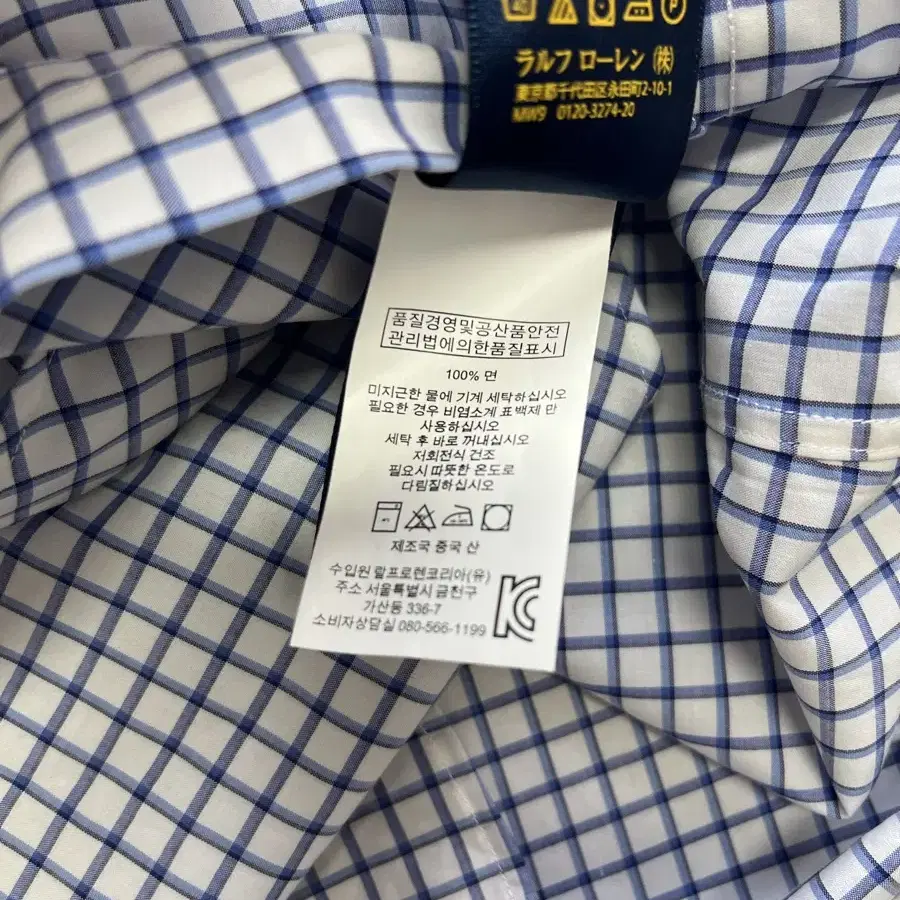 ラルフ ローレン (株)
東京都千代田区永田町2-10-1
MW9 0120-3274-20
품질경영및공산품안전
관리법에의한품질표시
100% 면
미지근한 물에 기계 세탁하십시오
필요한 경우 비염소계 표백제 만
사용하십시오
세탁 후 바로 꺼내십시오
저회전식 건조
필요시 따뜻한 온도로
다림질하십시오
제조국 중국 산
수입원 랄프로렌코리아(유)
주소 서울특별시 금천구
가산동 336-7
소비자상담실 080-566-1199